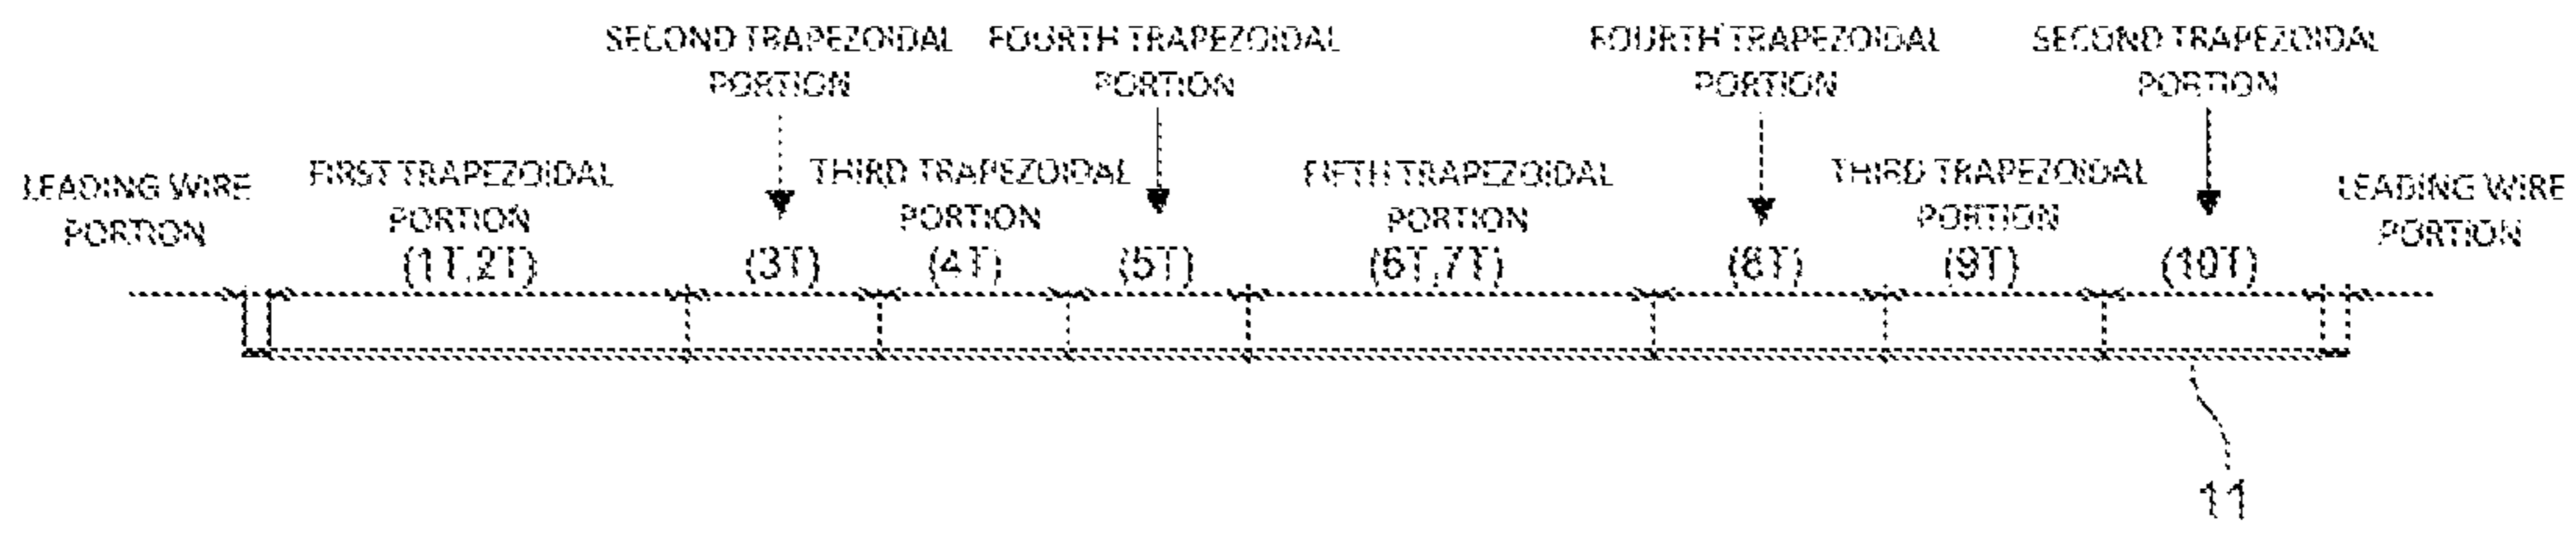 SECOND TRAPEZOIDAL
PORTION
FOURTH TRAPEZOIDAL
PORTION
FOURTH TRAPEZOIDAL
PORTION
SECOND TRAPEZOIDAL
PORTION
LEADING WIRE
PORTION
FIRST TRAPEZOIDAL
PORTION
(1T,2T)
(3T)
THIRD TRAPEZOIDAL
PORTION
(4T)
(5T)
FIFTH TRAPEZOIDAL
PORTION
(6T,7T)
(8T)
THIRD TRAPEZOIDAL
PORTION
(9T)
(10T)
LEADING WIRE
PORTION
11